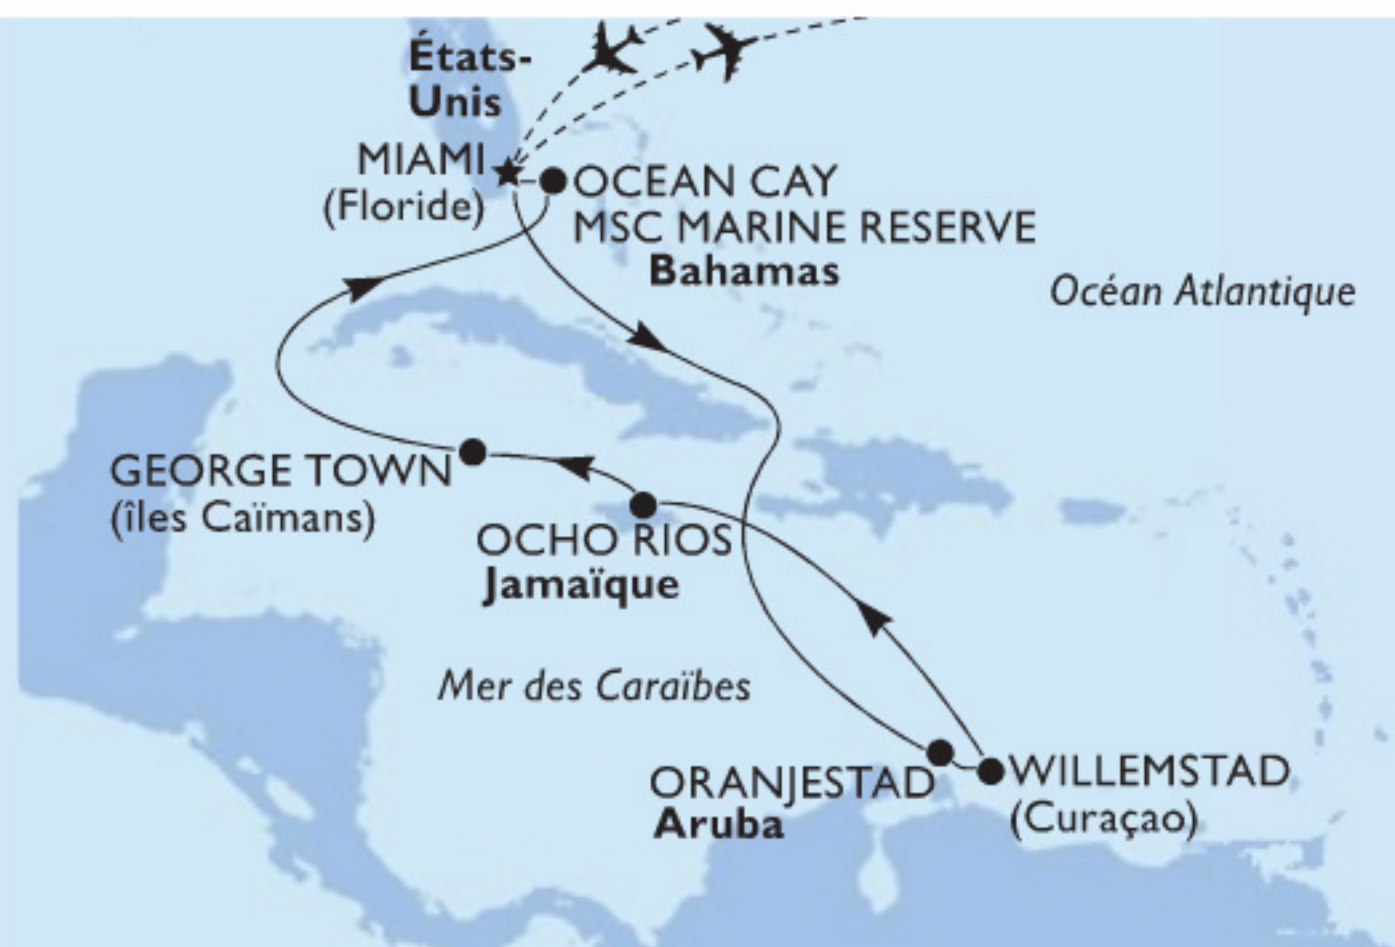 États-
Unis
MIAMI
(Floride)
OCEAN CAY
MSC MARINE RESERVE
Bahamas
Océan Atlantique
GEORGE TOWN
(îles Caïmans)
OCHO RIOS
Jamaïque
Mer des Caraïbes
ORANJESTAD
Aruba
WILLEMSTAD
(Curaçao)